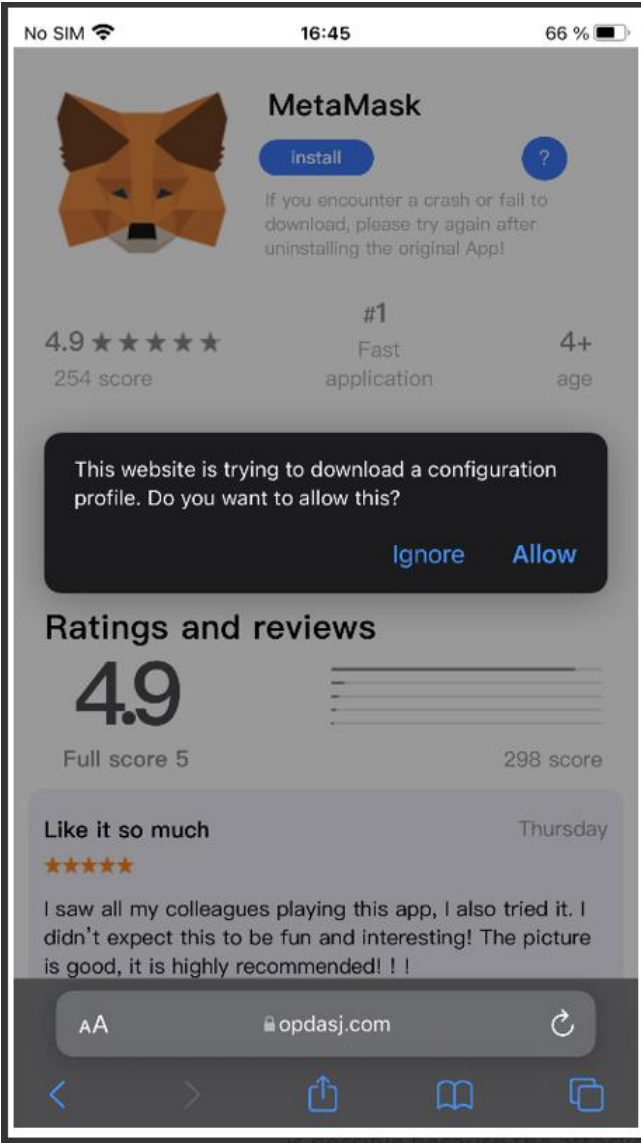 No SIM 16:45 66 %
MetaMask
install ?
If you encounter a crash or fail to
download, please try again after
uninstalling the original App!
#1
4.9 ★★★★★ Fast 4+
254 score application age
This website is trying to download a configuration
profile. Do you want to allow this?
Ignore Allow
Ratings and reviews
4.9
Full score 5 298 score
Like it so much Thursday
★★★★★
I saw all my colleagues playing this app, I also tried it. I
didn't expect this to be fun and interesting! The picture
is good, it is highly recommended! ! !
AA opdasj.com